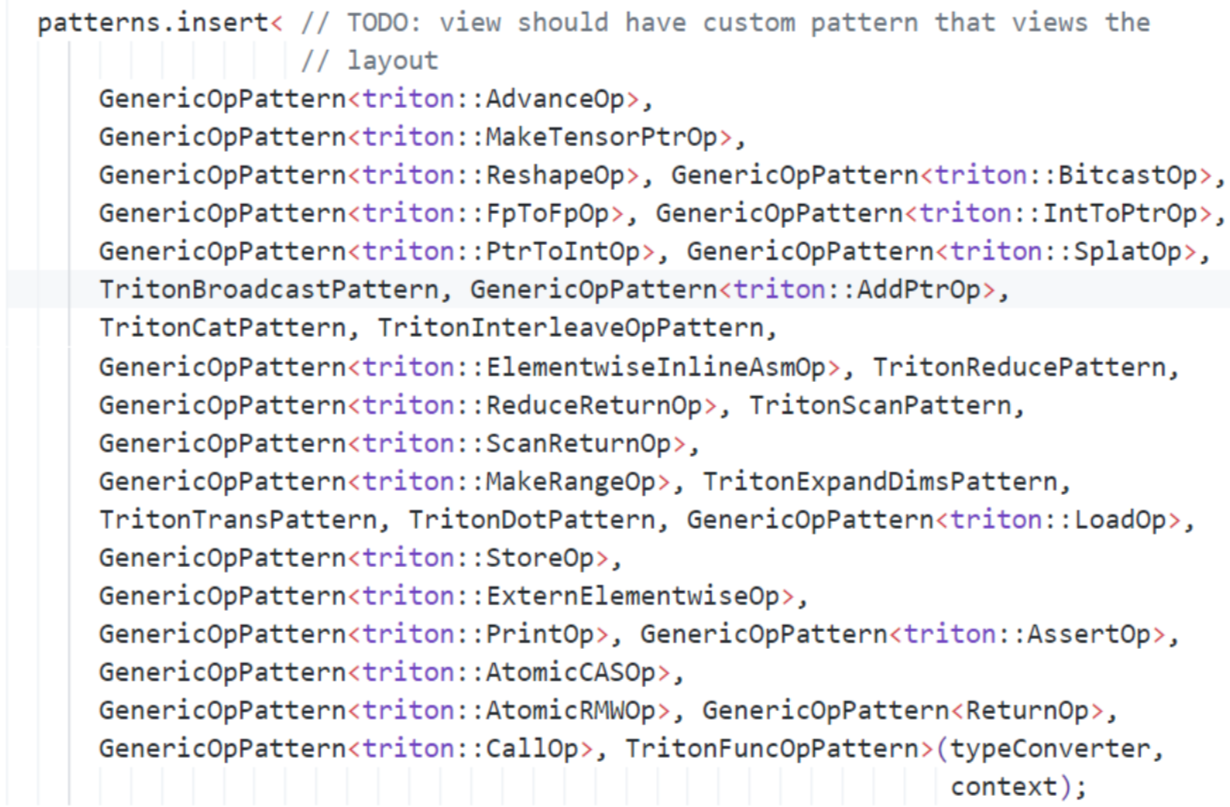 patterns.insert< // TODO: view should have custom pattern that views the
// layout
GenericOpPattern<triton::AdvanceOp>,
GenericOpPattern<triton::MakeTensorPtrOp>,
GenericOpPattern<triton::ReshapeOp>, GenericOpPattern<triton::BitcastOp>,
GenericOpPattern<triton::FpToFpOp>, GenericOpPattern<triton::IntToPtrOp>,
GenericOpPattern<triton::PtrToIntOp>, GenericOpPattern<triton::SplatOp>,
TritonBroadcastPattern, GenericOpPattern<triton::AddPtrOp>,
TritonCatPattern, TritonInterleaveOpPattern,
GenericOpPattern<triton::ElementwiseInlineAsmOp>, TritonReducePattern,
GenericOpPattern<triton::ReduceReturnOp>, TritonScanPattern,
GenericOpPattern<triton::ScanReturnOp>,
GenericOpPattern<triton::MakeRangeOp>, TritonExpandDimsPattern,
TritonTransPattern, TritonDotPattern, GenericOpPattern<triton::LoadOp>,
GenericOpPattern<triton::StoreOp>,
GenericOpPattern<triton::ExternElementwiseOp>,
GenericOpPattern<triton::PrintOp>, GenericOpPattern<triton::AssertOp>,
GenericOpPattern<triton::AtomicCASOp>,
GenericOpPattern<triton::AtomicRMWOp>, GenericOpPattern<ReturnOp>,
GenericOpPattern<triton::CallOp>, TritonFuncOpPattern>(typeConverter,
context);